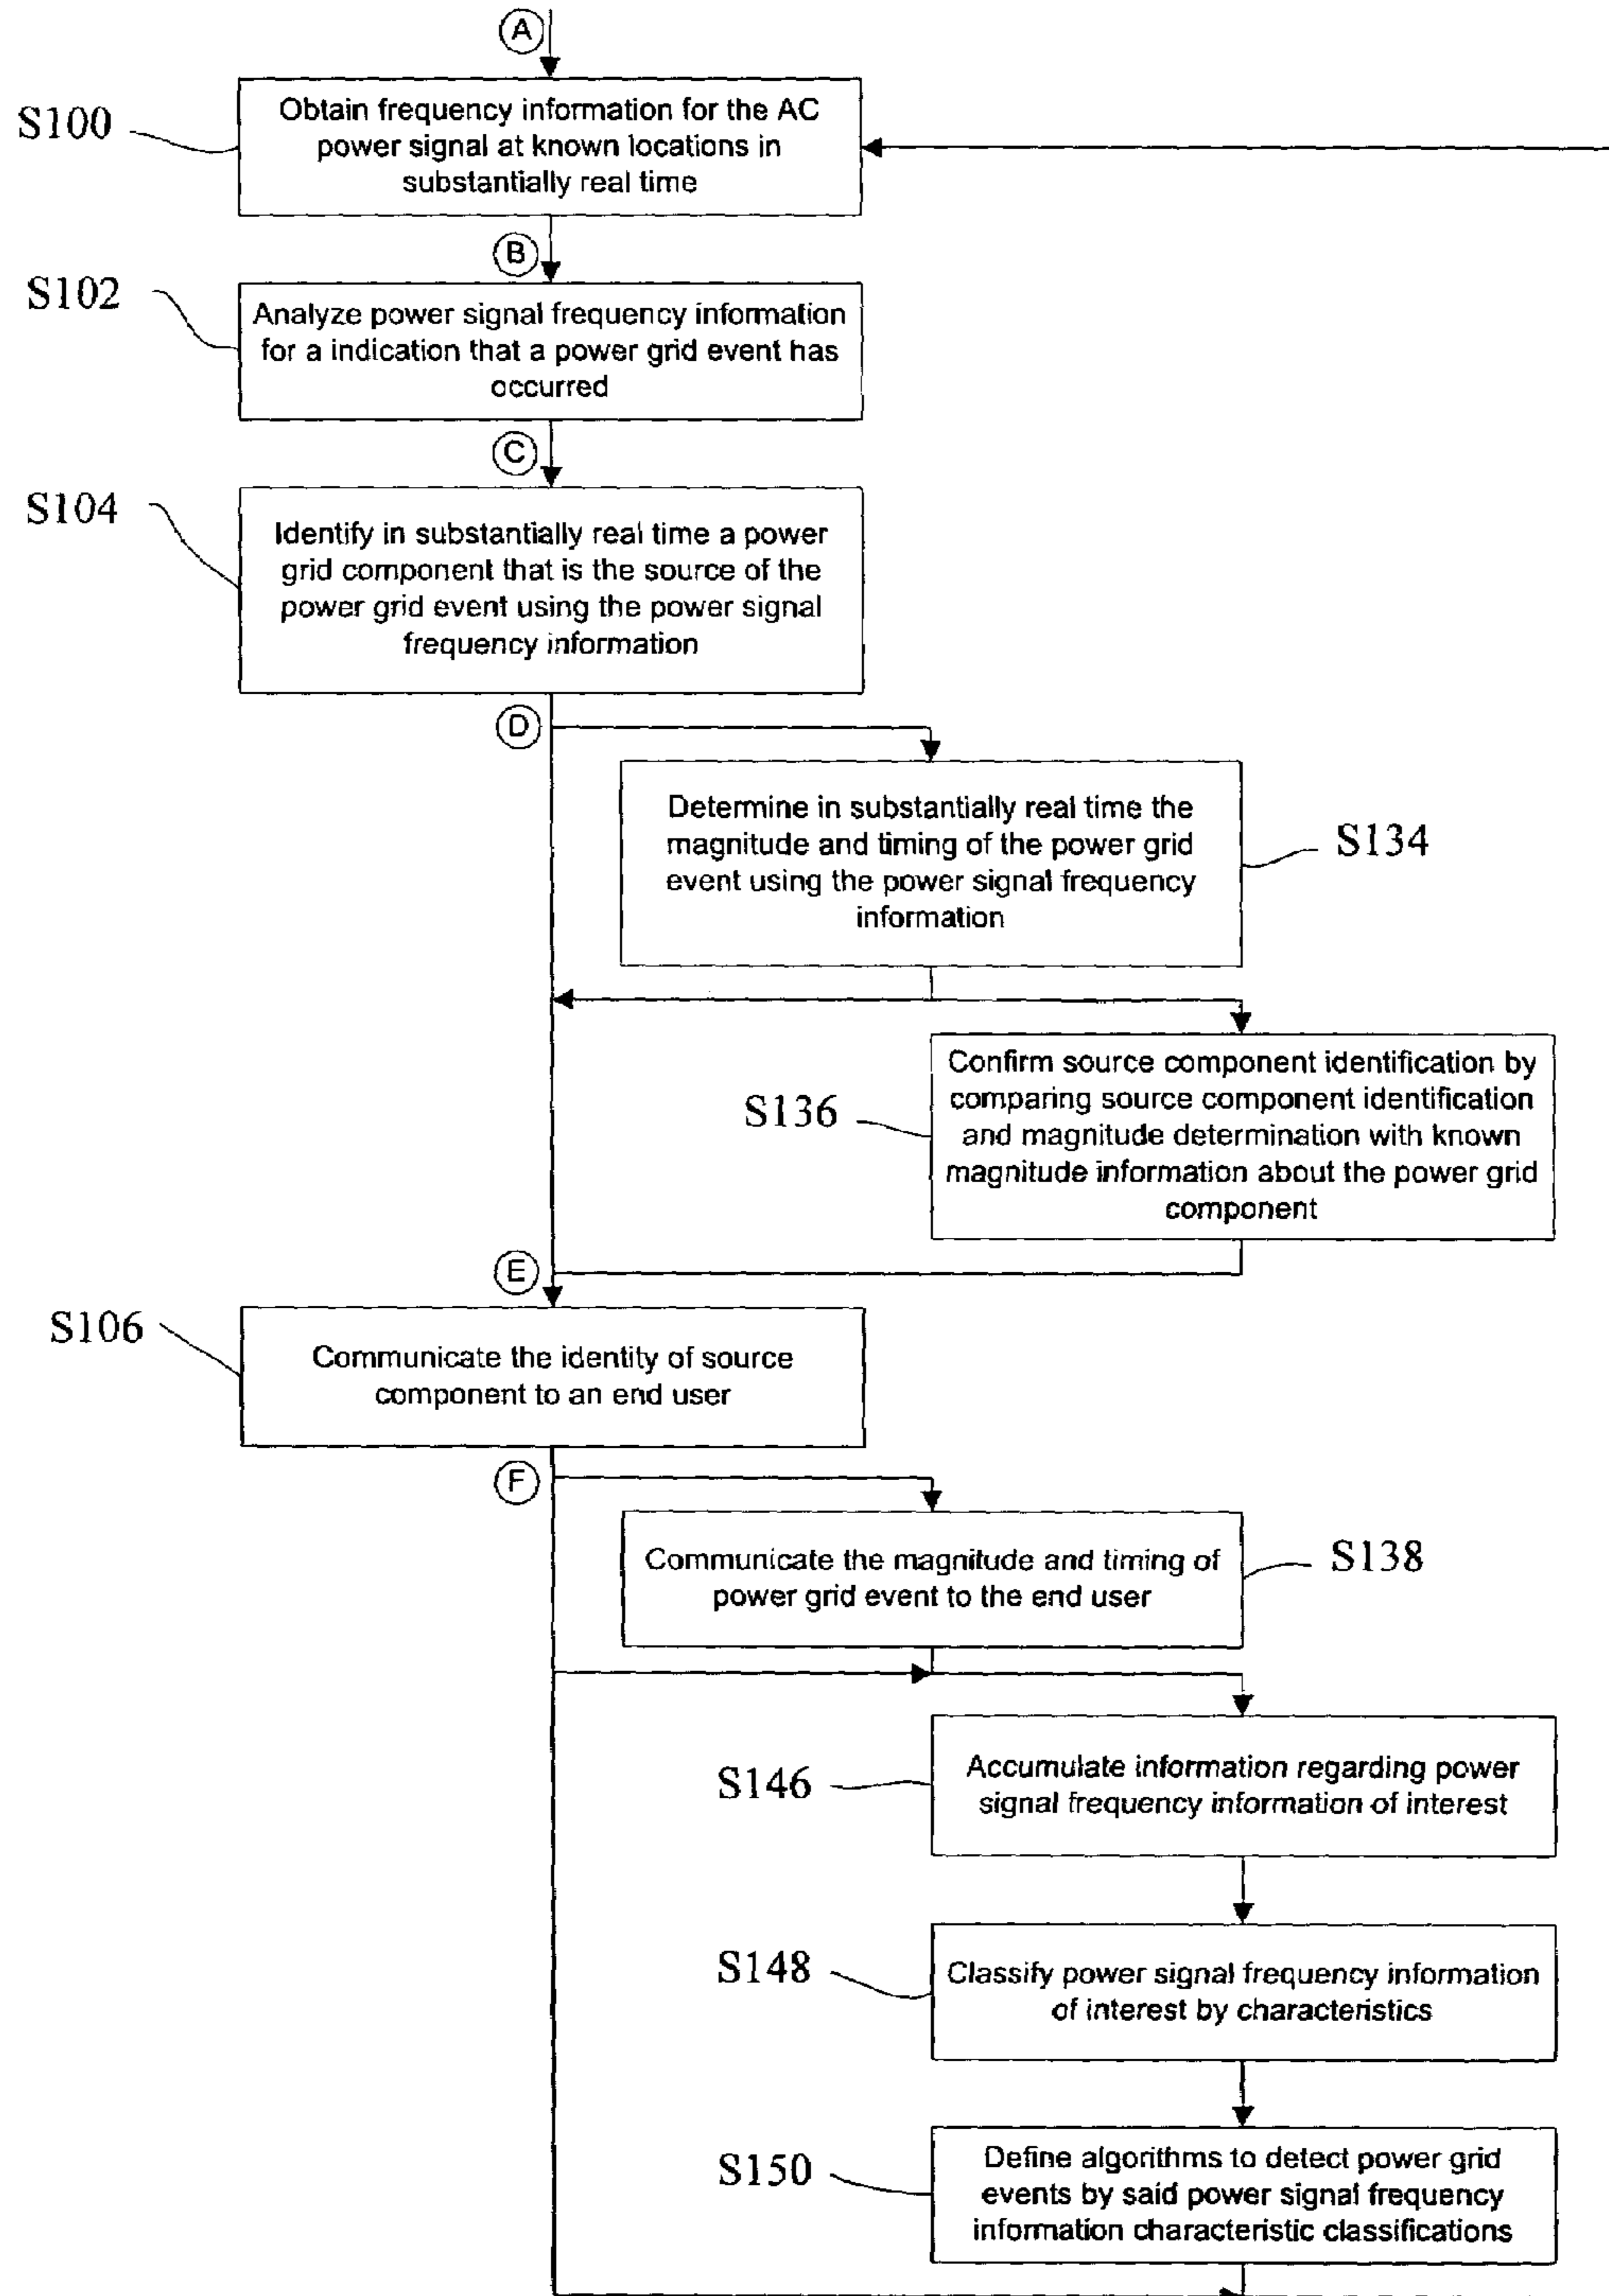 A
S100
Obtain frequency information for the AC
power signal at known locations in
substantially real time
B
S102
Analyze power signal frequency information
for a indication that a power grid event has
occurred
C
S104
Identify in substantially real time a power
grid component that is the source of the
power grid event using the power signal
frequency information
D
Determine in substantially real time the
magnitude and timing of the power grid
event using the power signal frequency
information
S134
S136
Confirm source component identification by
comparing source component identification
and magnitude determination with known
magnitude information about the power grid
component
E
S106
Communicate the identity of source
component to an end user
F
Communicate the magnitude and timing of
power grid event to the end user
S138
S146
Accumulate information regarding power
signal frequency information of interest
S148
Classify power signal frequency information
of interest by characteristics
S150
Define algorithms to detect power grid
events by said power signal frequency
information characteristic classifications